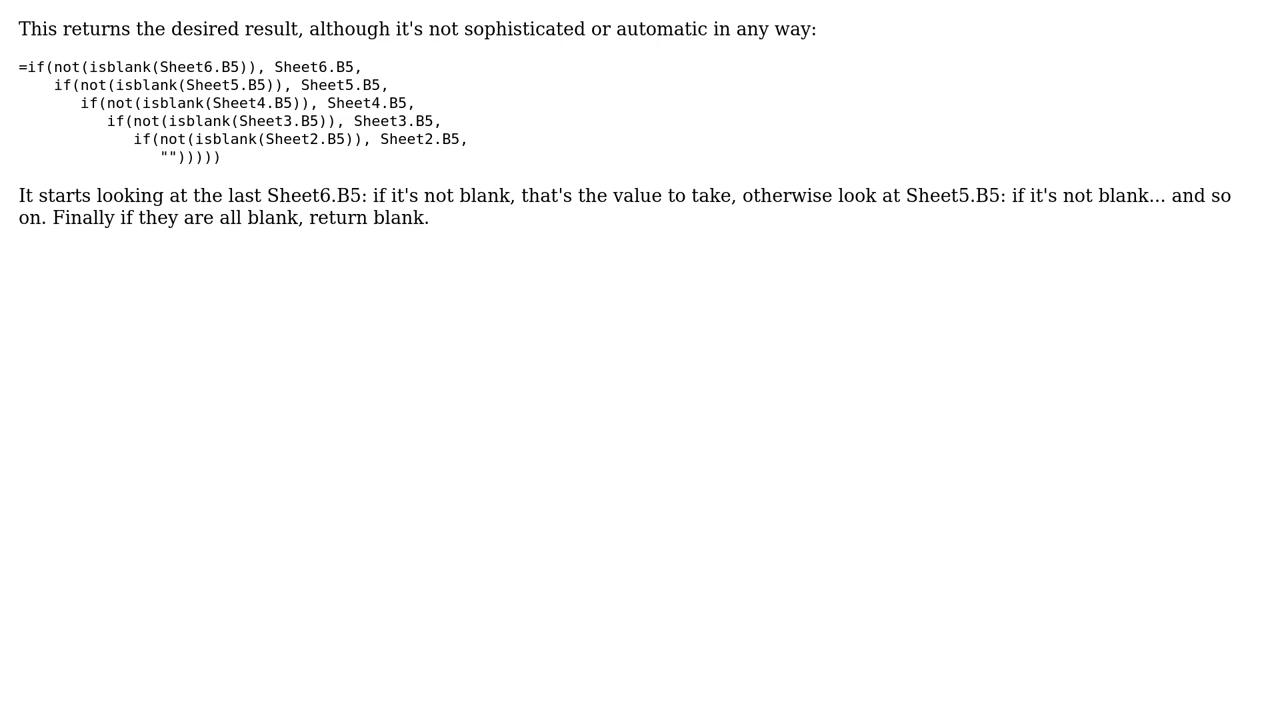 This returns the desired result, although it's not sophisticated or automatic in any way:
=if(not(isblank(Sheet6.B5)), Sheet6.B5,
    if(not(isblank(Sheet5.B5)), Sheet5.B5,
       if(not(isblank(Sheet4.B5)), Sheet4.B5,
          if(not(isblank(Sheet3.B5)), Sheet3.B5,
             if(not(isblank(Sheet2.B5)), Sheet2.B5,
                "")))))
It starts looking at the last Sheet6.B5: if it's not blank, that's the value to take, otherwise look at Sheet5.B5: if it's not blank... and so
on. Finally if they are all blank, return blank.